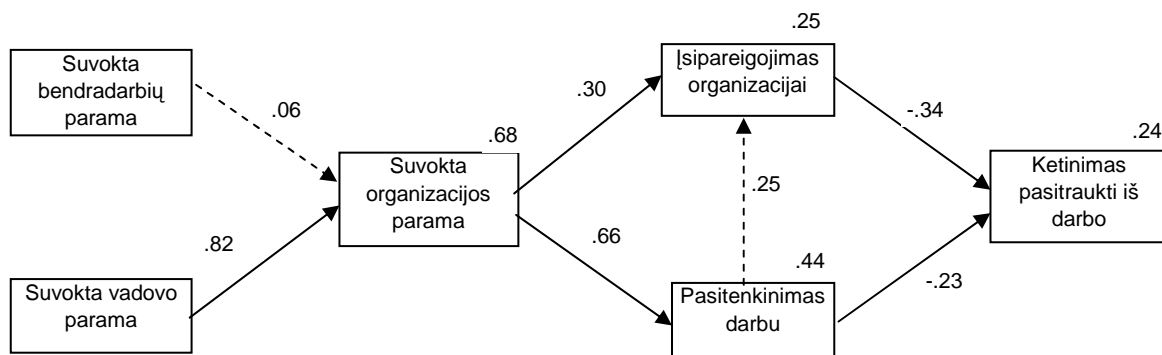 Suvokta
bendradarbių
parama
.06
Suvokta vadovo
parama
.82
.68
Suvokta
organizacijos
parama
.30
.66
.25
Įsipareigojimas
organizacijai
.25
.44
Pasitenkinimas
darbu
-.34
-.23
.24
Ketinimas
pasitraukti iš
darbo